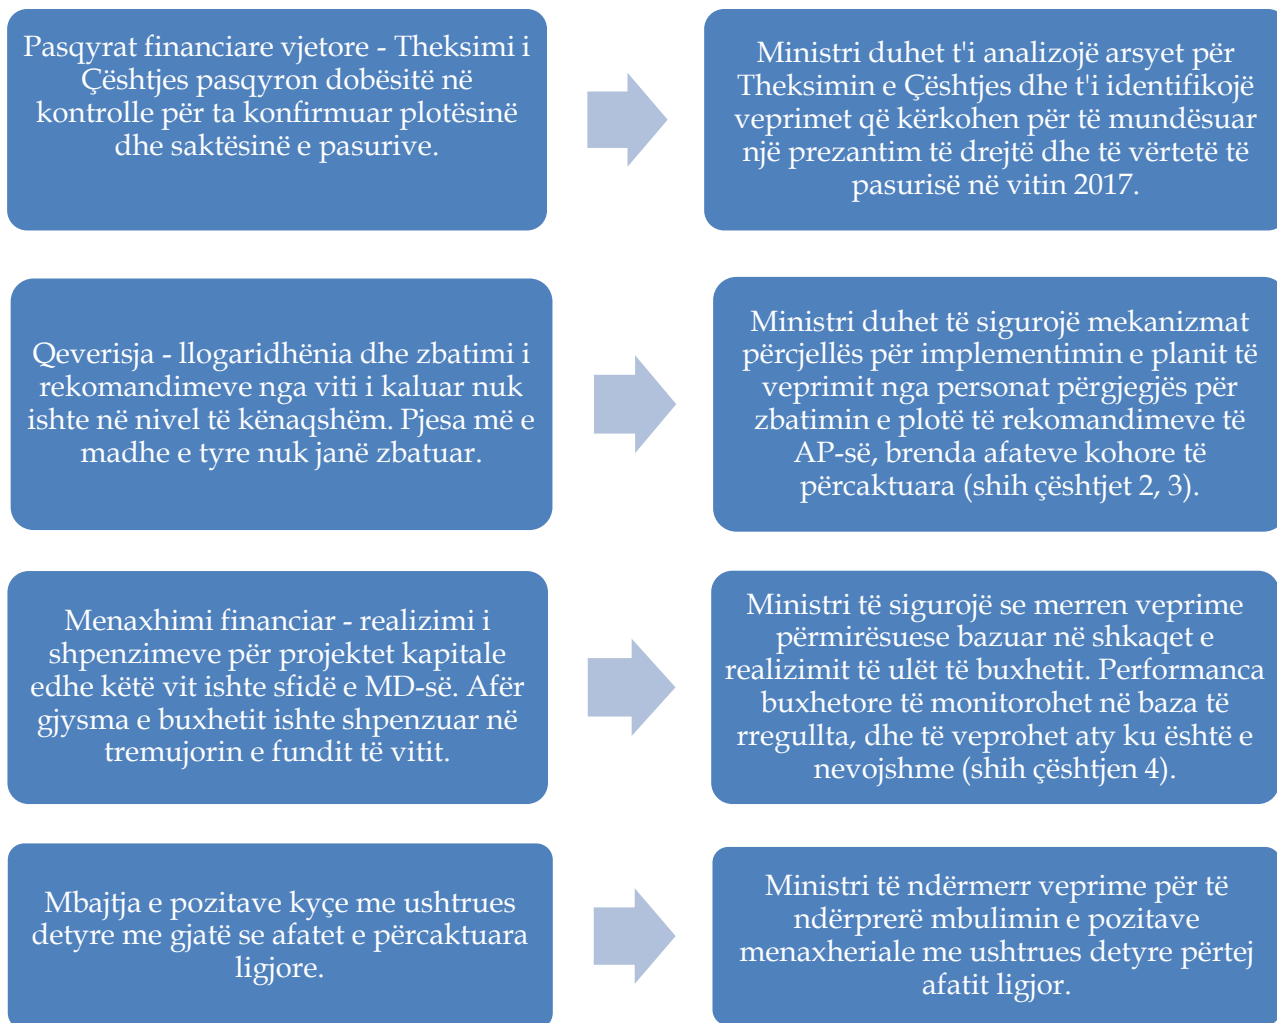 Pasqyrat financiare vjetore - Theksimi i
Çështjes pasqyron dobësitë në
kontrolle për ta konfirmuar plotësinë
dhe saktësinë e pasurive.
Ministri duhet t'i analizojë arsyet për
Theksimin e Çështjes dhe t'i identifikojë
veprimet që kërkohen për të mundësuar
një prezantim të drejtë dhe të vërtetë të
pasurisë në vitin 2017.
Qeverisja - llogaridhënia dhe zbatimi i
rekomandimeve nga viti i kaluar nuk
ishte në nivel të kënaqshëm. Pjesa më e
madhe e tyre nuk janë zbatuar.
Ministri duhet të sigurojë mekanizmat
përcjellës për implementimin e planit të
veprimit nga personat përgjegjës për
zbatimin e plotë të rekomandimeve të
AP-së, brenda afateve kohore të
përcaktuara (shih çështjet 2, 3).
Menaxhimi financiar - realizimi i
shpenzimeve për projektet kapitale
edhe këtë vit ishte sfidë e MD-së. Afër
gjysma e buxhetit ishte shpenzuar në
tremujorin e fundit të vitit.
Ministri të sigurojë se merren veprime
përmirësuese bazuar në shkaqet e
realizimit të ulët të buxhetit. Performanca
buxhetore të monitorohet në baza të
rregullta, dhe të veprohet aty ku është e
nevojshme (shih çështjen 4).
Mbajtja e pozitave kyçe me ushtrues
detyre me gjatë se afatet e përcaktuara
ligjore.
Ministri të ndërmerr veprime për të
ndërprerë mbulimin e pozitave
menaxheriale me ushtrues detyre përtej
afatit ligjor.